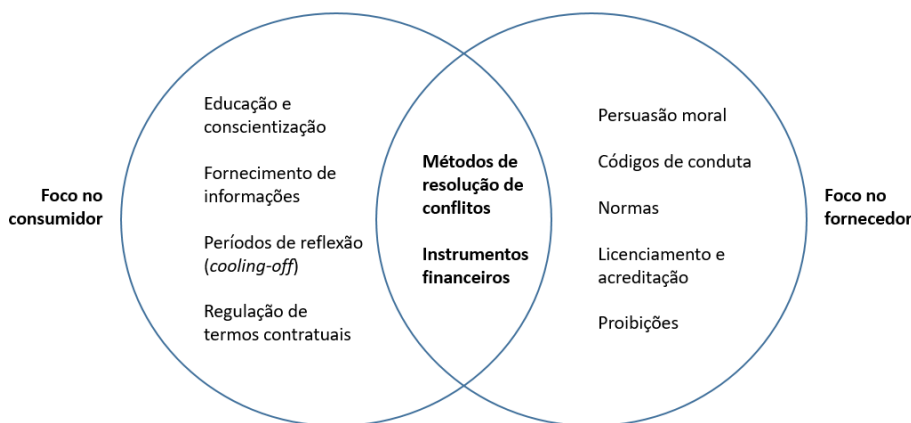 Foco no
consumidor
Educação e
conscientização
Fornecimento de
informações
Períodos de reflexão
(cooling-off)
Regulação de
termos contratuais
Métodos de
resolução de
conflitos
Instrumentos
financeiros
Persuasão moral
Códigos de conduta
Normas
Licenciamento e
acreditação
Proibições
Foco no
fornecedor